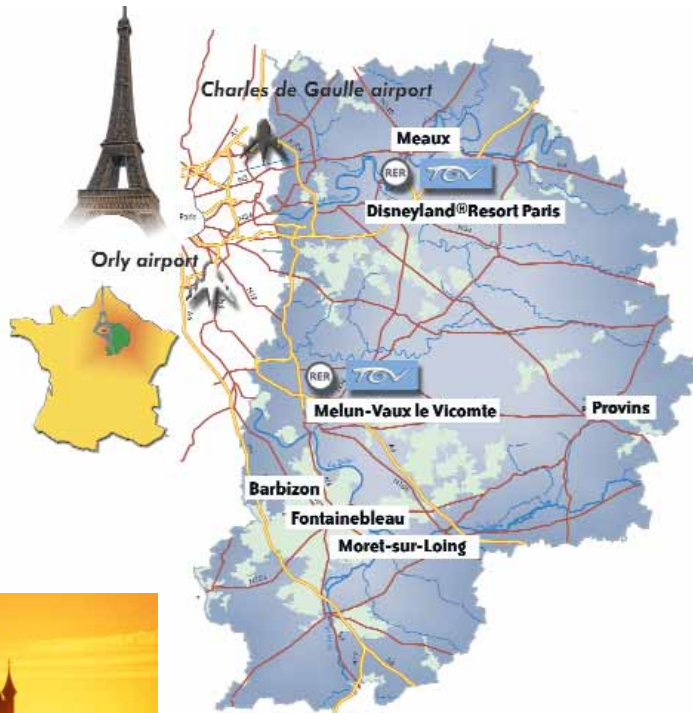 Charles de Gaulle airport
Meaux
RER
TGV
Disneyland®Resort Paris
Paris
Orly airport
RER
TGV
Melun-Vaux le Vicomte
Provins
Barbizon
Fontainebleau
Moret-sur-Loing